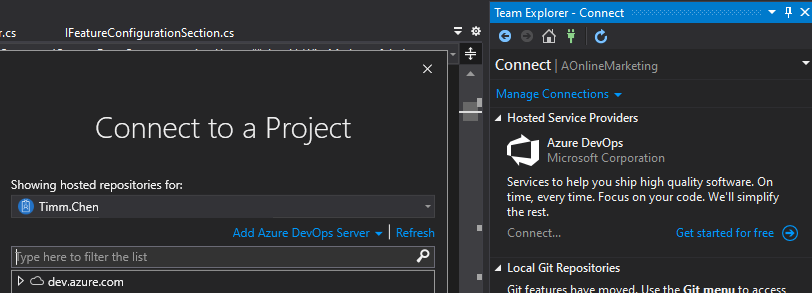 r.cs
IFeatureConfigurationSection.cs
Connect to a Project
Showing hosted repositories for:
Timm.Chen
Add Azure DevOps Server
Refresh
Type here to filter the list
dev.azure.com
Team Explorer - Connect
Connect | AOnlineMarketing
Manage Connections
Hosted Service Providers
Azure DevOps
Microsoft Corporation
Services to help you ship high quality software. On
time, every time. Focus on your code. We'll simplify
the rest.
Connect...
Get started for free
Local Git Repositories
Git features have moved. Use the Git menu to access